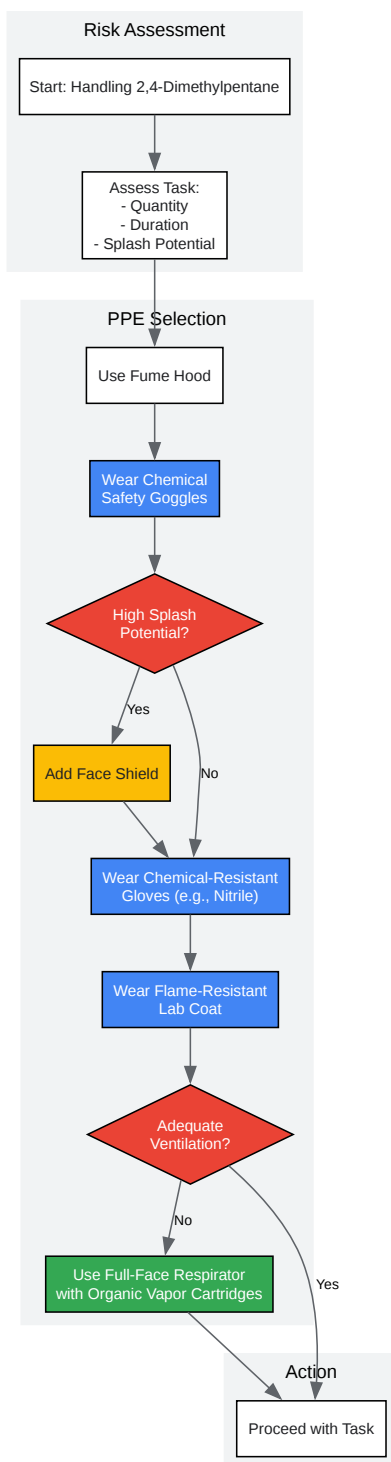 Risk Assessment
Start: Handling 2,4-Dimethylpentane
Assess Task:
- Quantity
- Duration
- Splash Potential
PPE Selection
Use Fume Hood
Wear Chemical
Safety Goggles
High Splash
Potential?
Yes
No
Add Face Shield
Wear Chemical-Resistant
Gloves (e.g., Nitrile)
Wear Flame-Resistant
Lab Coat
Adequate
Ventilation?
No
Yes
Use Full-Face Respirator
with Organic Vapor Cartridges
Action
Proceed with Task